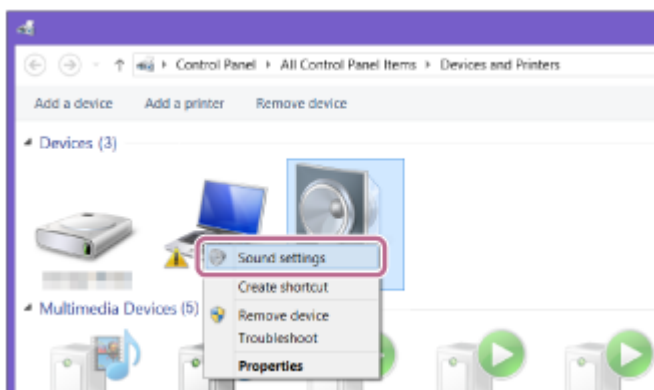 Control Panel ▸ All Control Panel Items ▸ Devices and Printers
Add a device Add a printer Remove device
Devices (3)
Sound settings
Create shortcut
Multimedia Devices (5)
Remove device
Troubleshoot
Properties